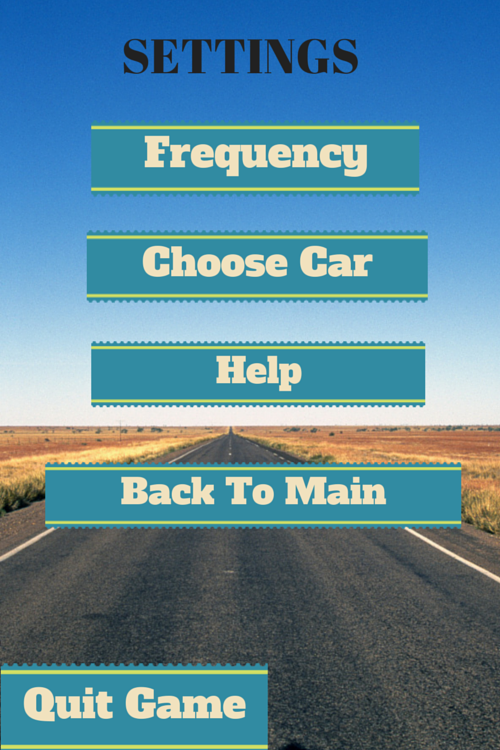 SETTINGS
Frequency
Choose Car
Help
Back To Main
Quit Game